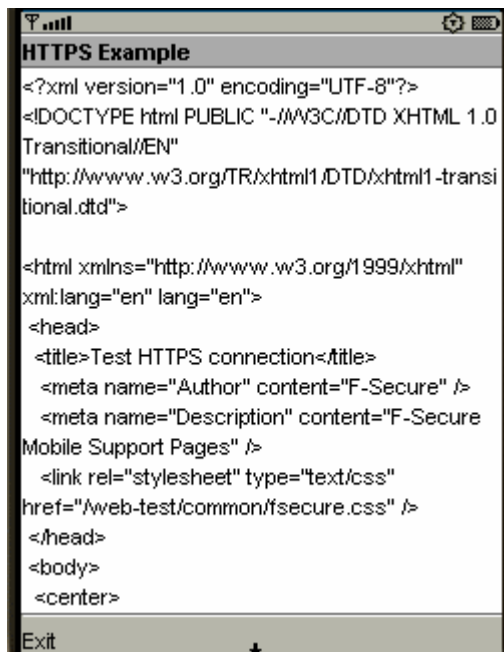 HTTPS Example
<?xml version="1.0" encoding="UTF-8"?>
<!DOCTYPE html PUBLIC "-//W3C//DTD XHTML 1.0
Transitional//EN"
"http://www.w3.org/TR/xhtml1/DTD/xhtml1-transi
tional.dtd">
<html xmlns="http://www.w3.org/1999/xhtml"
xml:lang="en" lang="en">
<head>
<title>Test HTTPS connection</title>
<meta name="Author" content="F-Secure" />
<meta name="Description" content="F-Secure
Mobile Support Pages" />
<link rel="stylesheet" type="text/css"
href="/web-test/common/fsecure.css" />
</head>
<body>
<center>
Exit